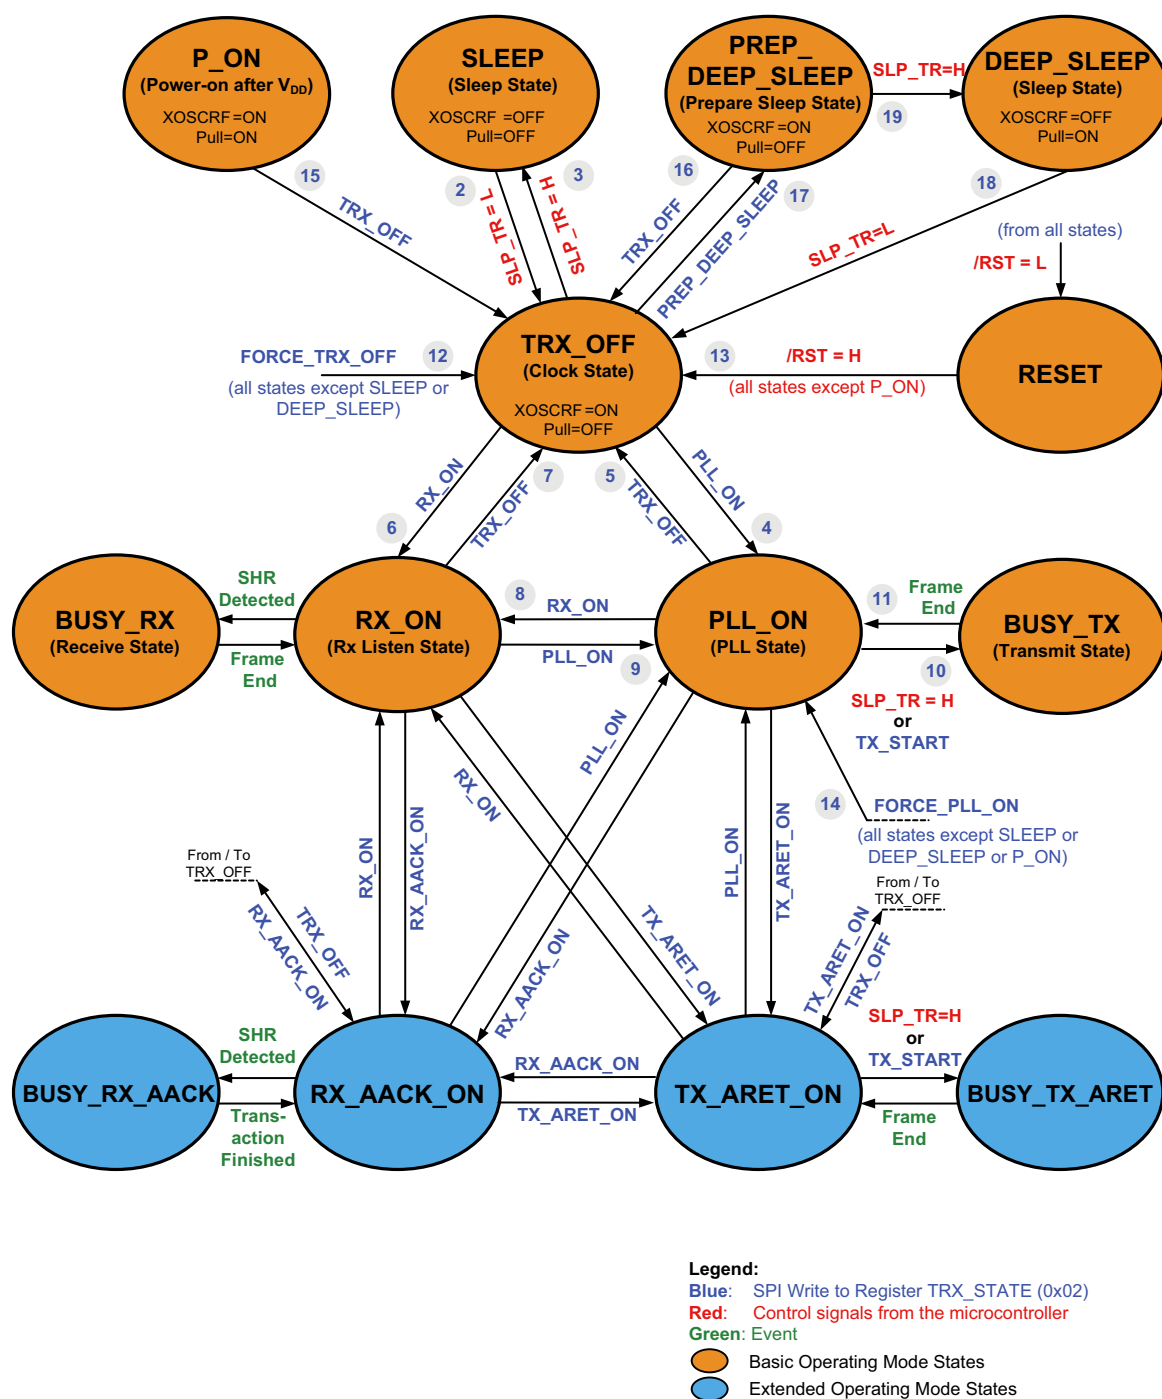 P_ON
(Power-on after VDD)
XOSCRF=ON
Pull=ON
SLEEP
(Sleep State)
XOSCRF =OFF
Pull=OFF
PREP_
DEEP_SLEEP
(Prepare Sleep State)
XOSCRF=ON
Pull=OFF
SLP_TR=H
19
DEEP_SLEEP
(Sleep State)
XOSCRF=OFF
Pull=ON
15
TRX_OFF
2
SLP_TR = L
3
SLP_TR = H
16
TRX_OFF
17
PREP_DEEP_SLEEP
18
SLP_TR=L
(from all states)
/RST = L
TRX_OFF
(Clock State)
XOSCRF=ON
Pull=OFF
FORCE_TRX_OFF
12
(all states except SLEEP or
DEEP_SLEEP)
13
/RST = H
(all states except P_ON)
RESET
RX_ON
6
7
TRX_OFF
5
TRX_OFF
PLL_ON
4
BUSY_RX
(Receive State)
SHR
Detected
Frame
End
RX_ON
(Rx Listen State)
8
RX_ON
PLL_ON
9
PLL_ON
(PLL State)
11
Frame
End
10
SLP_TR = H
or
TX_START
BUSY_TX
(Transmit State)
14
FORCE_PLL_ON
(all states except SLEEP or
DEEP_SLEEP or P_ON)
RX_ON
RX_AACK_ON
RX_ON
TX_ARET_ON
PLL_ON
RX_AACK_ON
PLL_ON
TX_ARET_ON
From / To
TRX_OFF
TRX_OFF
RX_AACK_ON
From / To
TRX_OFF
TX_ARET_ON
TRX_OFF
BUSY_RX_AACK
SHR
Detected
Trans-
action
Finished
RX_AACK_ON
RX_AACK_ON
TX_ARET_ON
TX_ARET_ON
SLP_TR=H
or
TX_START
Frame
End
BUSY_TX_ARET
Legend:
Blue: SPI Write to Register TRX_STATE (0x02)
Red: Control signals from the microcontroller
Green: Event
Basic Operating Mode States
Extended Operating Mode States